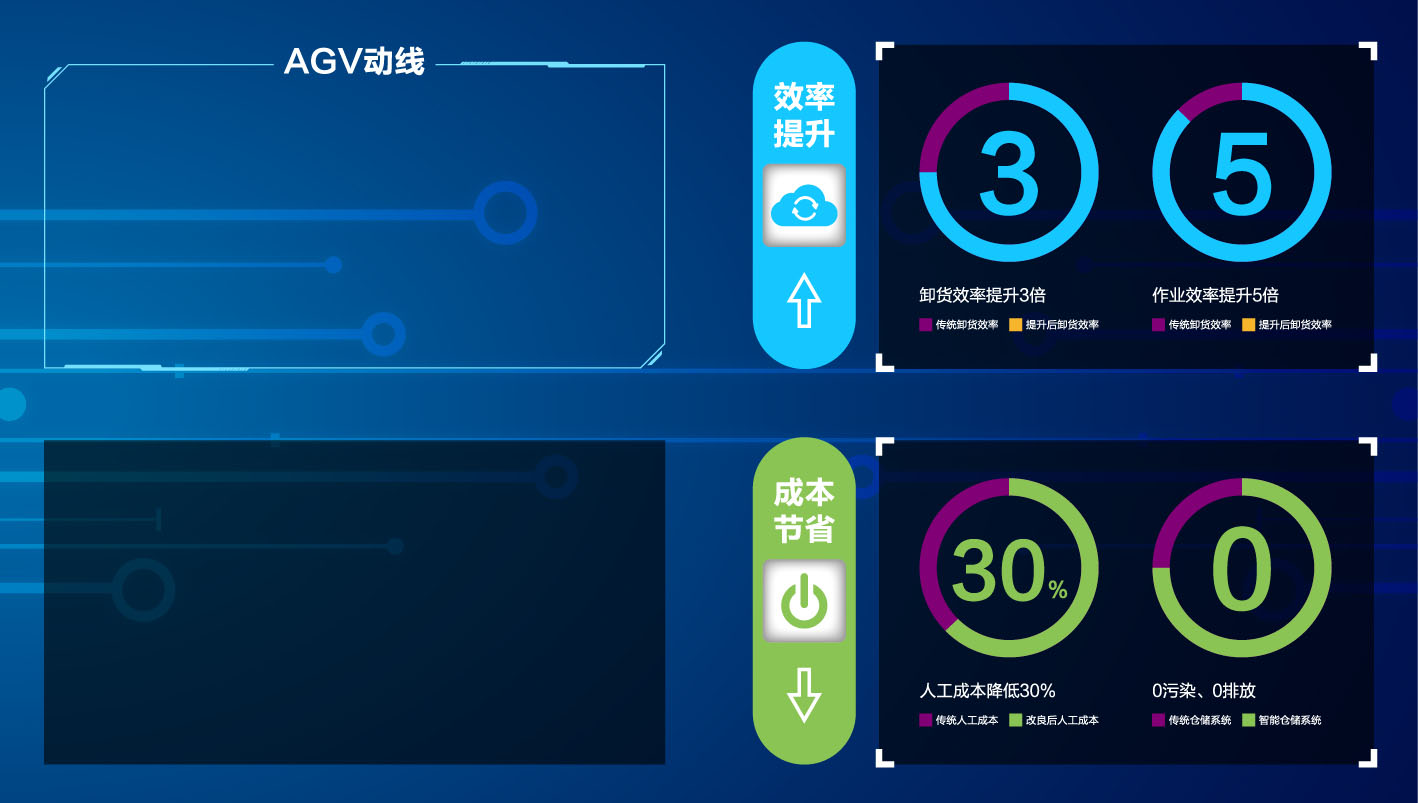 AGV动线
效率
提升
3
5
卸货效率提升3倍
作业效率提升5倍
传统卸货效率 提升后卸货效率
传统卸货效率 提升后卸货效率
成本
节省
30%
0
人工成本降低30%
0污染、0排放
传统人工成本 改良后人工成本
传统仓储系统 智能仓储系统